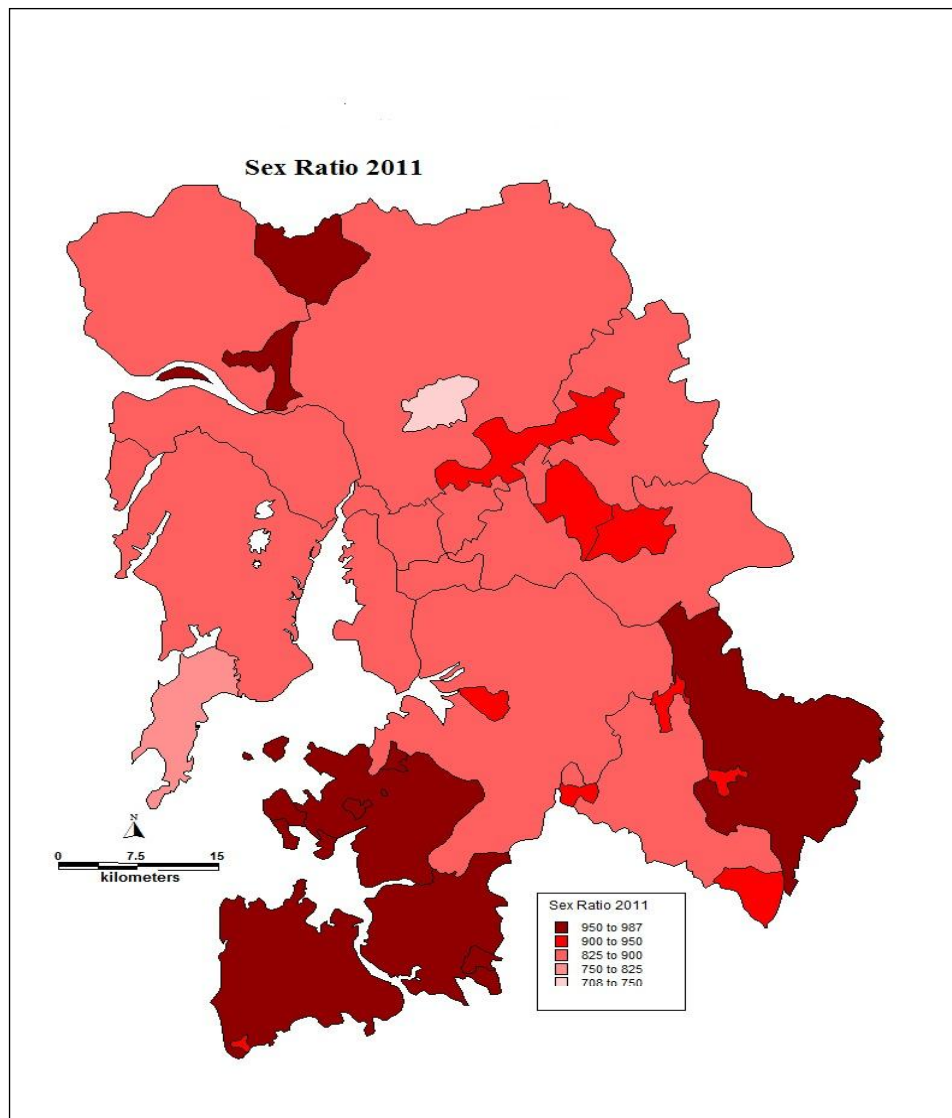 Sex Ratio 2011
N
0 7.5 15
kilometers
Sex Ratio 2011
950 to 987
900 to 950
825 to 900
750 to 825
708 to 750